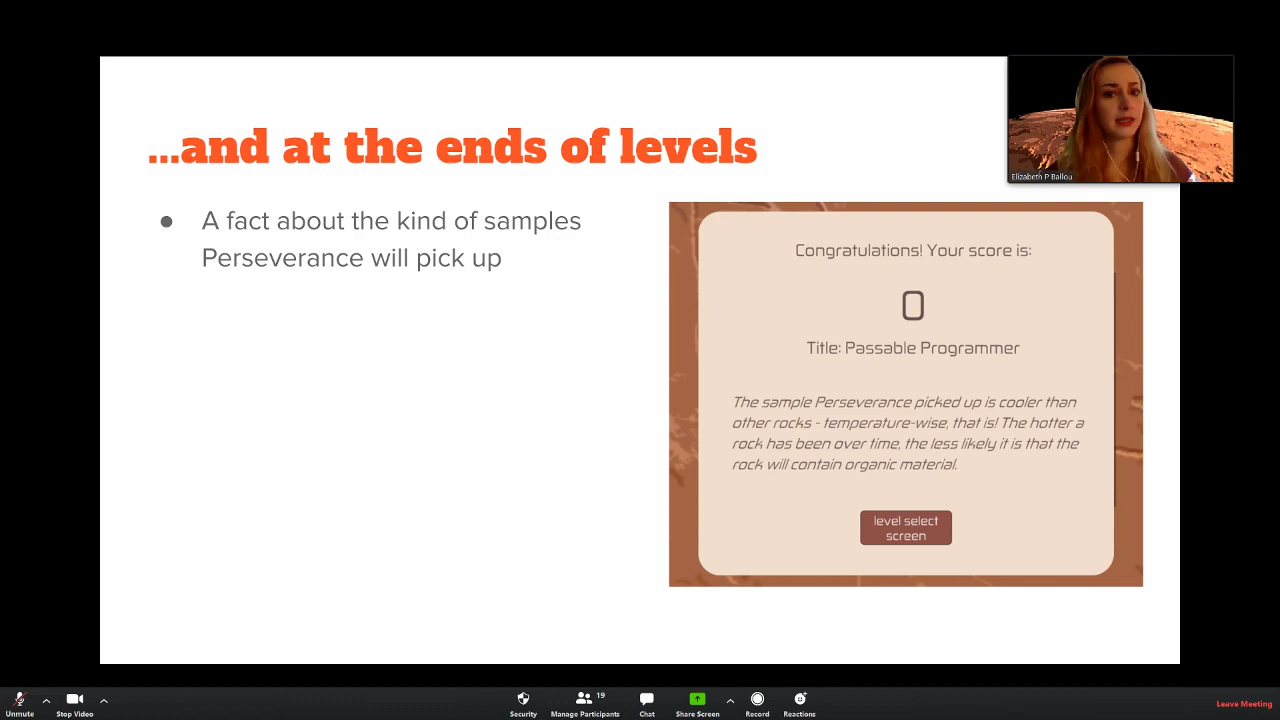 ...and at the ends of levels
● A fact about the kind of samples
Perseverance will pick up
Elizabeth P Ballou
Congratulations! Your score is:
0
Title: Passable Programmer
The sample Perseverance picked up is cooler than
other rocks - temperature-wise, that is! The hotter a
rock has been over time, the less likely it is that the
rock will contain organic material.
level select
screen
Unmute
Stop Video
Security
Manage Participants
19
Chat
Share Screen
Record
Reactions
Leave Meeting